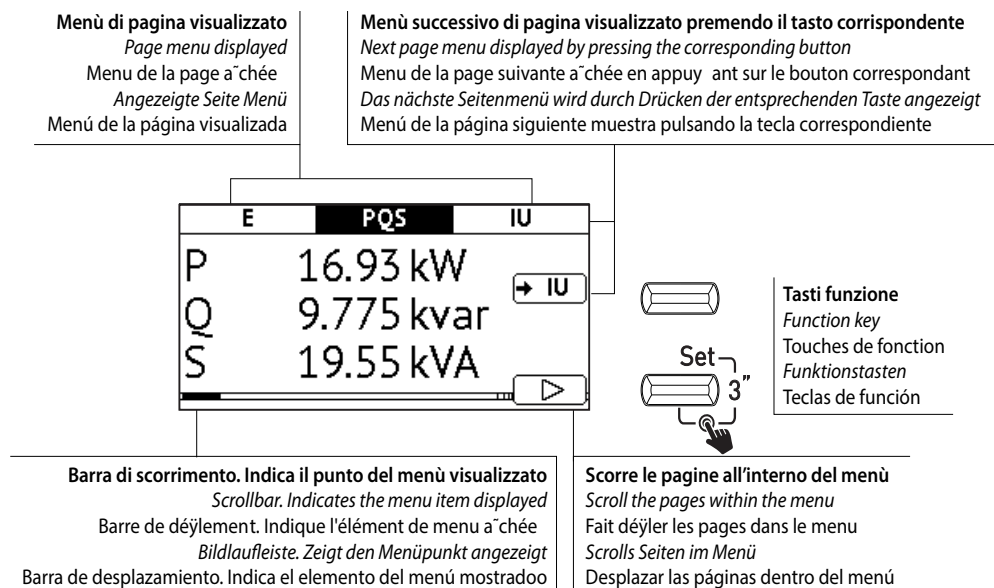 Menù di pagina visualizzato
Page menu displayed
Menu de la page a˜chée
Angezeigte Seite Menü
Menú de la página visualizada
Menù successivo di pagina visualizzato premendo il tasto corrispondente
Next page menu displayed by pressing the corresponding button
Menu de la page suivante a˜chée en appuy ant sur le bouton correspondant
Das nächste Seitenmenü wird durch Drücken der entsprechenden Taste angezeigt
Menú de la página siguiente muestra pulsando la tecla correspondiente
E PQS IU
P 16.93 kW
→ IU
Q 9.775 kvar
S 19.55 kVA
Set
3"
Tasti funzione
Function key
Touches de fonction
Funktionstasten
Teclas de función
Barra di scorrimento. Indica il punto del menù visualizzato
Scrollbar. Indicates the menu item displayed
Barre de déÿlement. Indique l'élément de menu a˜chée
Bildlaufleiste. Zeigt den Menüpunkt angezeigt
Barra de desplazamiento. Indica el elemento del menú mostradoo
Scorre le pagine all'interno del menù
Scroll the pages within the menu
Fait déÿler les pages dans le menu
Scrolls Seiten im Menü
Desplazar las páginas dentro del menú